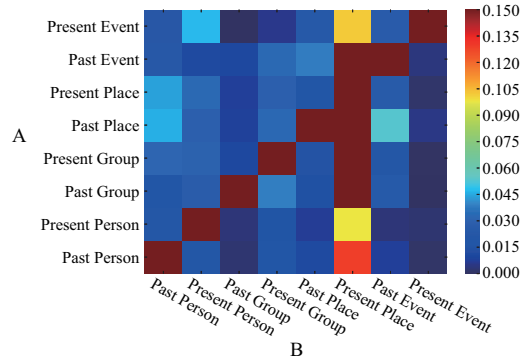 Present Event
Past Event
Present Place
Past Place
Present Group
Past Group
Present Person
Past Person
A
Past Person
Present Person
Past Group
Present Group
Past Place
Present Place
Past Event
Present Event
B
0.150
0.135
0.120
0.105
0.090
0.075
0.060
0.045
0.030
0.015
0.000